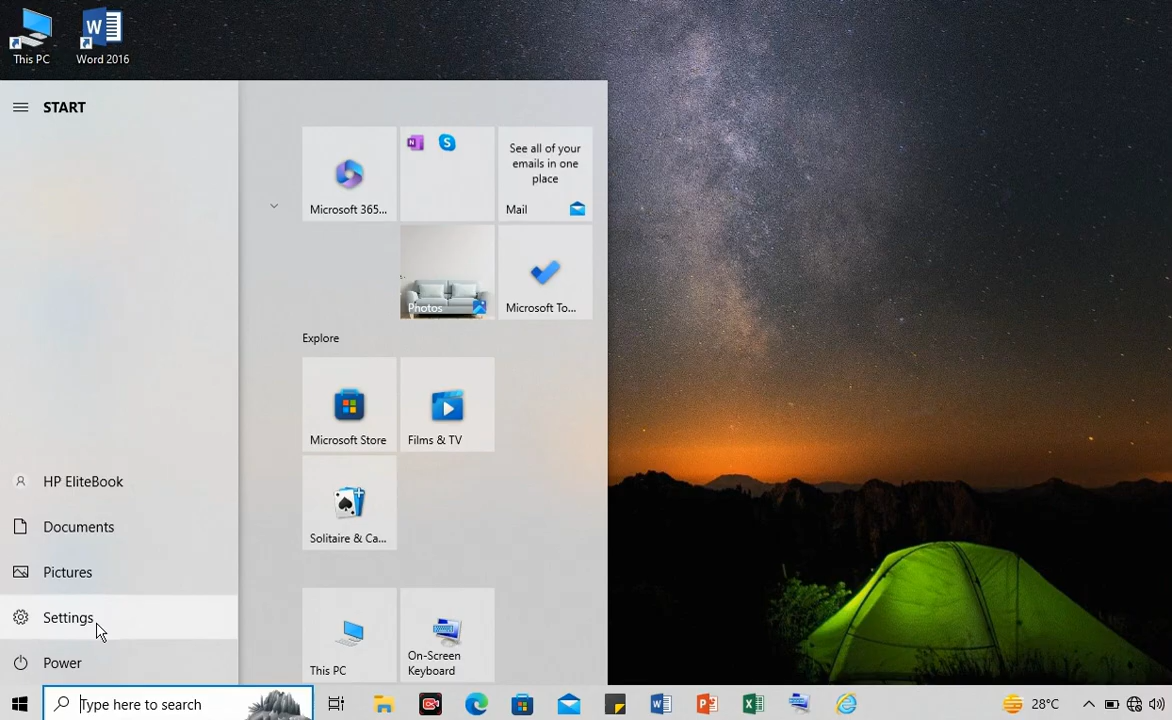 This PC
Word 2016
START
See all of your
emails in one
place
Microsoft 365...
Mail
Photos
Microsoft To...
Explore
Microsoft Store
Films & TV
HP EliteBook
Documents
Solitaire & Ca...
Pictures
Settings
On-Screen
Keyboard
This PC
Power
Type here to search
28°C